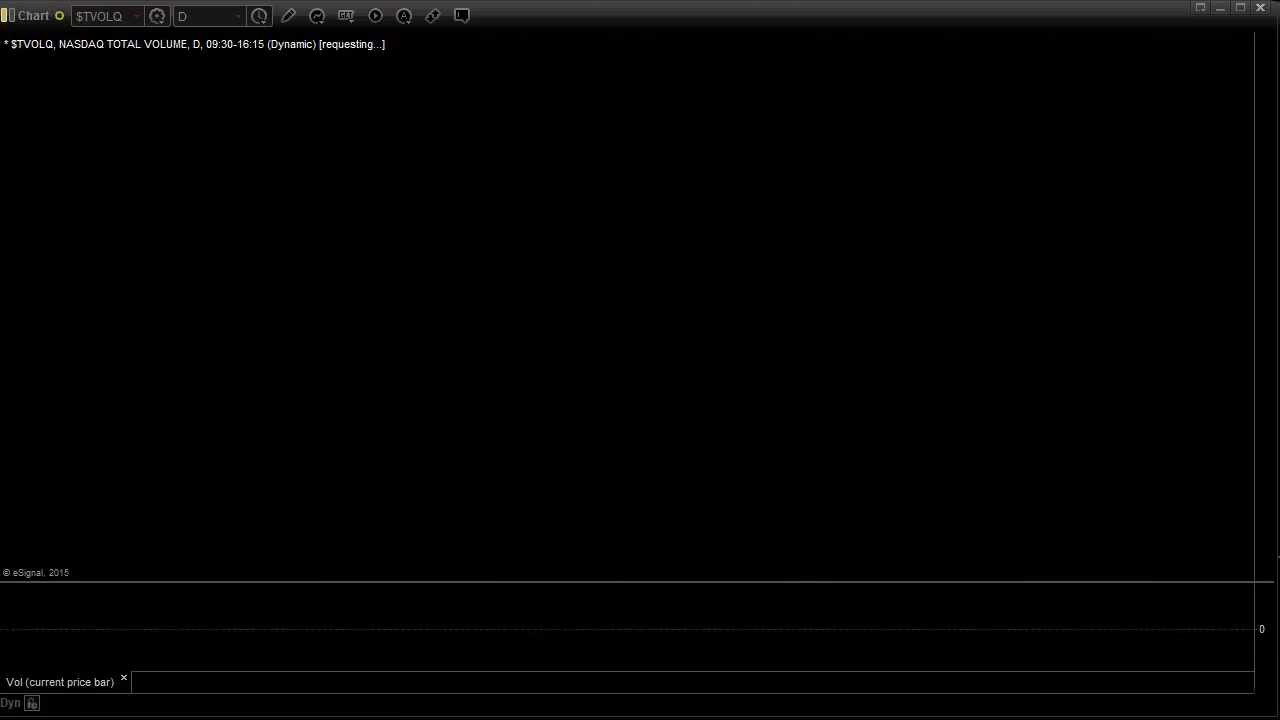 Chart $TVOLQ D GET A
* $TVOLQ, NASDAQ TOTAL VOLUME, D, 09:30-16:15 (Dynamic) [requesting...]
© eSignal, 2015
0
Vol (current price bar) ×
Dyn